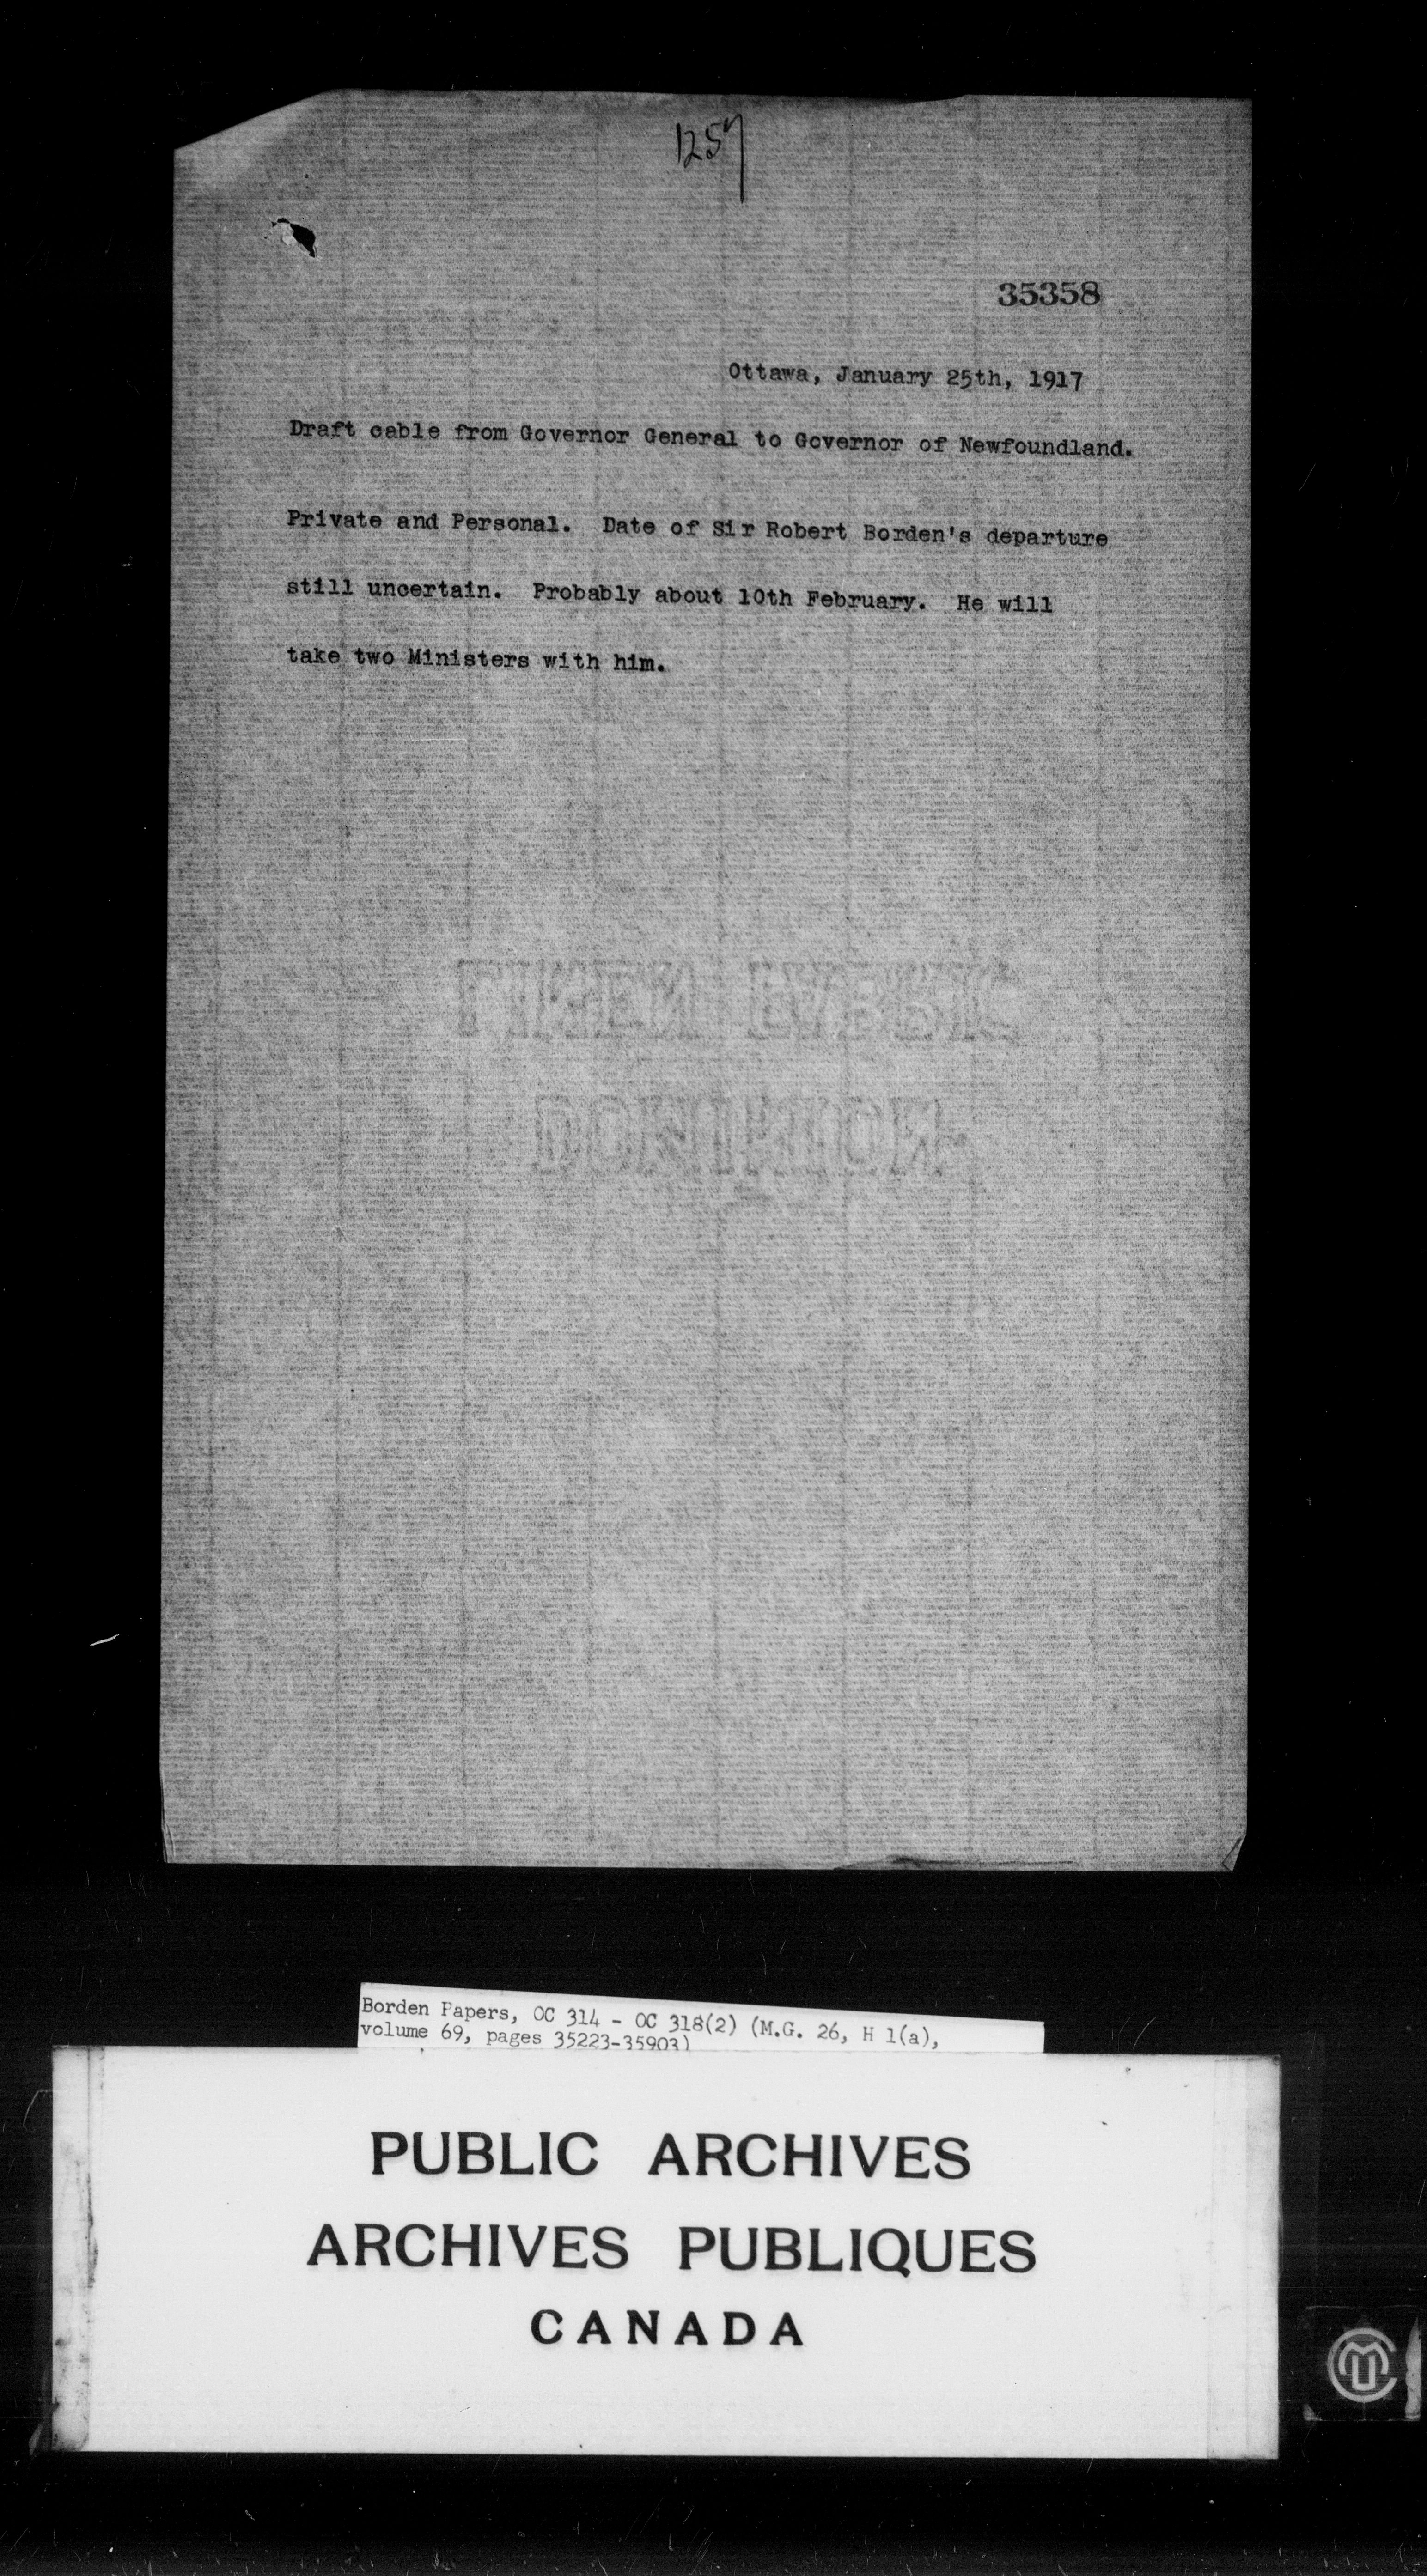 1257
35358
Ottawa, January 25th, 1917
Draft cable from Governor General to Governor of Newfoundland.
Private and Personal. Date of Sir Robert Borden's departure
still uncertain. Probably about 10th February. He will
take two Ministers with him.
Borden Papers, OC 314 - OC 318(2) (M.G. 26, H 1(a),
volume 69, pages 35223-35903)
PUBLIC ARCHIVES
ARCHIVES PUBLIQUES
CANADA